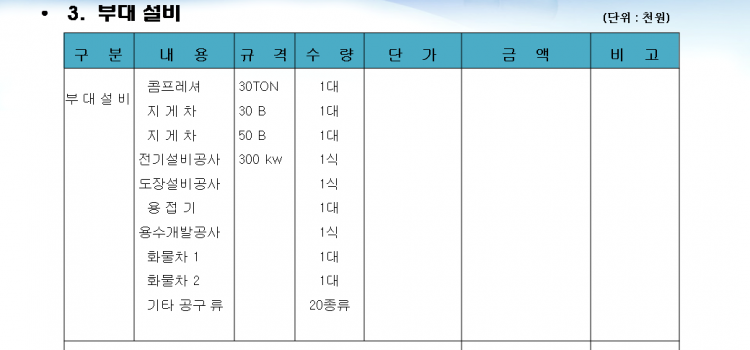 • 3. 부대 설비
(단위 : 천원)
구 분 내 용 규 격 수 량 단 가 금 액 비 고
부 대 설 비 콤프레셔 30TON 1대
지 게 차 30 B 1대
지 게 차 50 B 1대
전기설비공사 300 kw 1식
도장설비공사 1식
용 접 기 1대
용수개발공사 1식
화물차 1 1대
화물차 2 1대
기타 공구 류 20종류